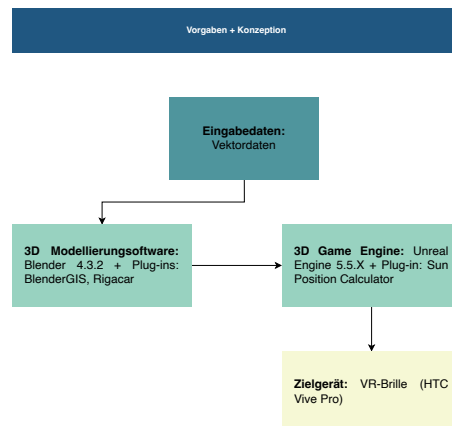 Vorgaben + Konzeption
Eingabedaten:
Vektordaten
3D Modellierungsoftware:
Blender 4.3.2 + Plug-ins:
BlenderGIS, Rigacar
3D Game Engine: Unreal
Engine 5.5.X + Plug-in: Sun
Position Calculator
Zielgerät: VR-Brille (HTC
Vive Pro)